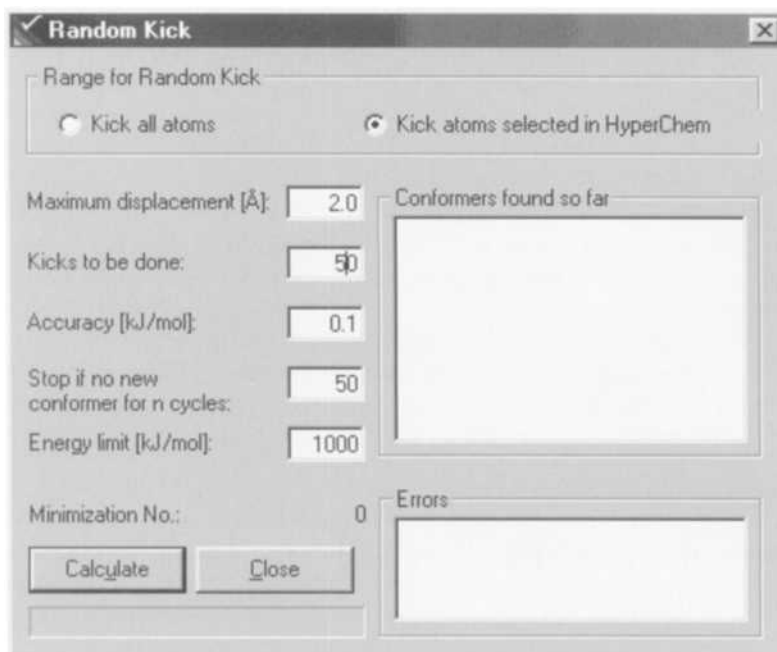 Random Kick
Range for Random Kick
Kick all atoms
Kick atoms selected in HyperChem
Maximum displacement [Å]: 2.0
Kicks to be done: 50
Accuracy [kJ/mol]: 0.1
Stop if no new
conformer for n cycles: 50
Energy limit [kJ/mol]: 1000
Minimization No.: 0
Calculate
Close
Conformers found so far
Errors